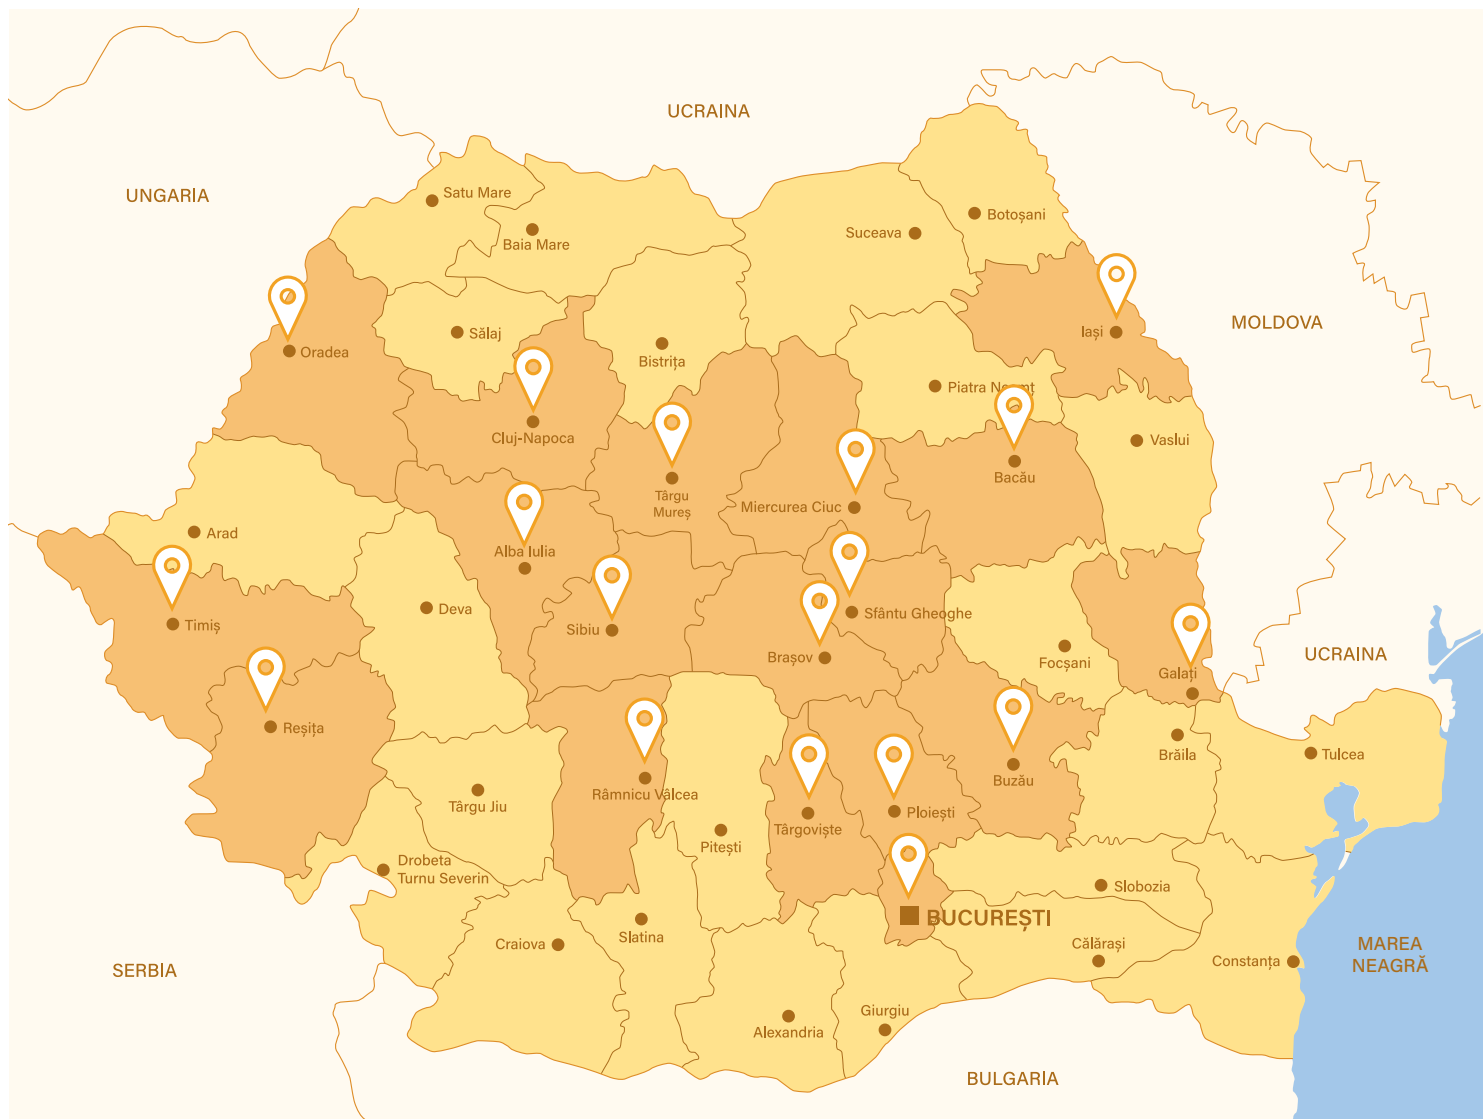 UCRAINA
UNGARIA
Satu Mare
Botoșani
Suceava
Baia Mare
MOLDOVA
Iași
Sălaj
Oradea
Bistrița
Piatra Neamț
Cluj-Napoca
Vaslui
Bacău
Târgu
Mureș
Miercurea Ciuc
Arad
Alba Iulia
Deva
Sfântu Gheoghe
Timiș
Sibiu
Brașov
Focșani
UCRAINA
Galați
Reșița
Brăila
Tulcea
Buzău
Râmnicu Vâlcea
Târgu Jiu
Ploiești
Târgoviște
Pitești
Drobeta
Turnu Severin
Slobozia
BUCUREȘTI
Slatina
Craiova
Călărași
MAREA
NEAGRĂ
Constanța
SERBIA
Giurgiu
Alexandria
BULGARIA